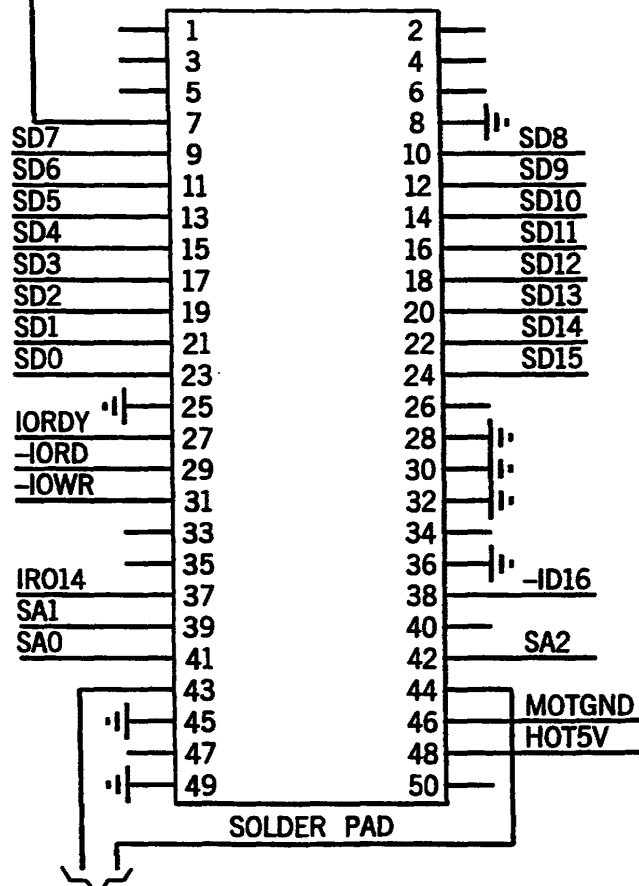 1 2
3 4
5 6
7 8
SD7 9 10 SD8
SD6 11 12 SD9
SD5 13 14 SD10
SD4 15 16 SD11
SD3 17 18 SD12
SD2 19 20 SD13
SD1 21 22 SD14
SD0 23 24 SD15
25 26
IORDY 27 28
-IORD 29 30
-IOWR 31 32
33 34
35 36
IRO14 37 38 -ID16
SA1 39 40
SA0 41 42 SA2
43 44
45 46 MOTGND
47 48 HOT5V
49 50
SOLDER PAD